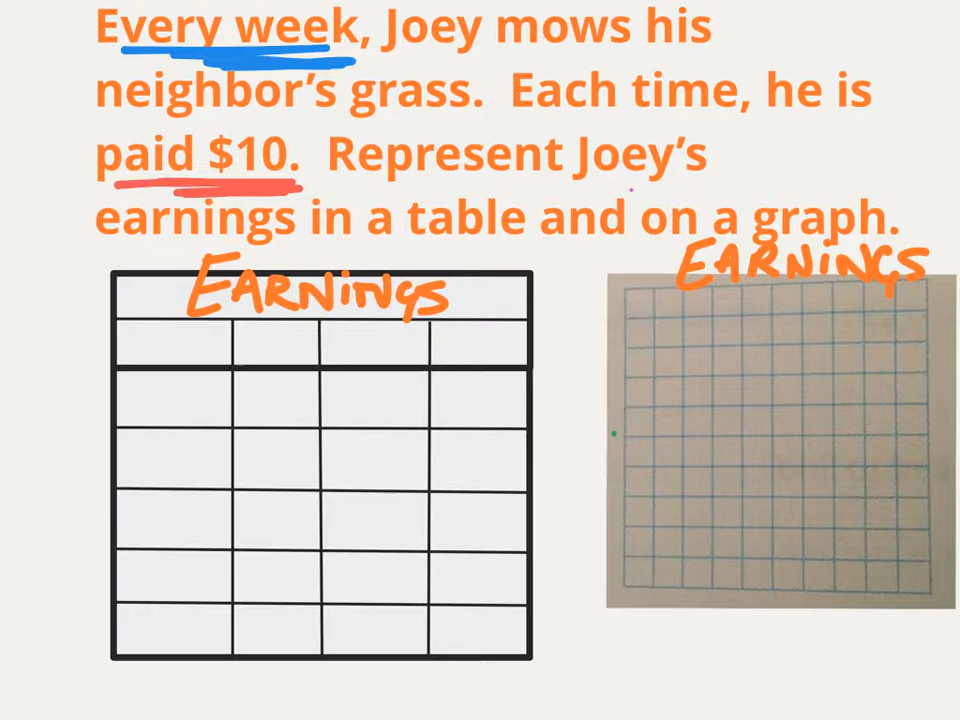 Every week, Joey mows his
neighbor’s grass.  Each time, he is
paid $10.  Represent Joey’s
earnings in a table and on a graph.
EARNiNGS
EARNiNGS